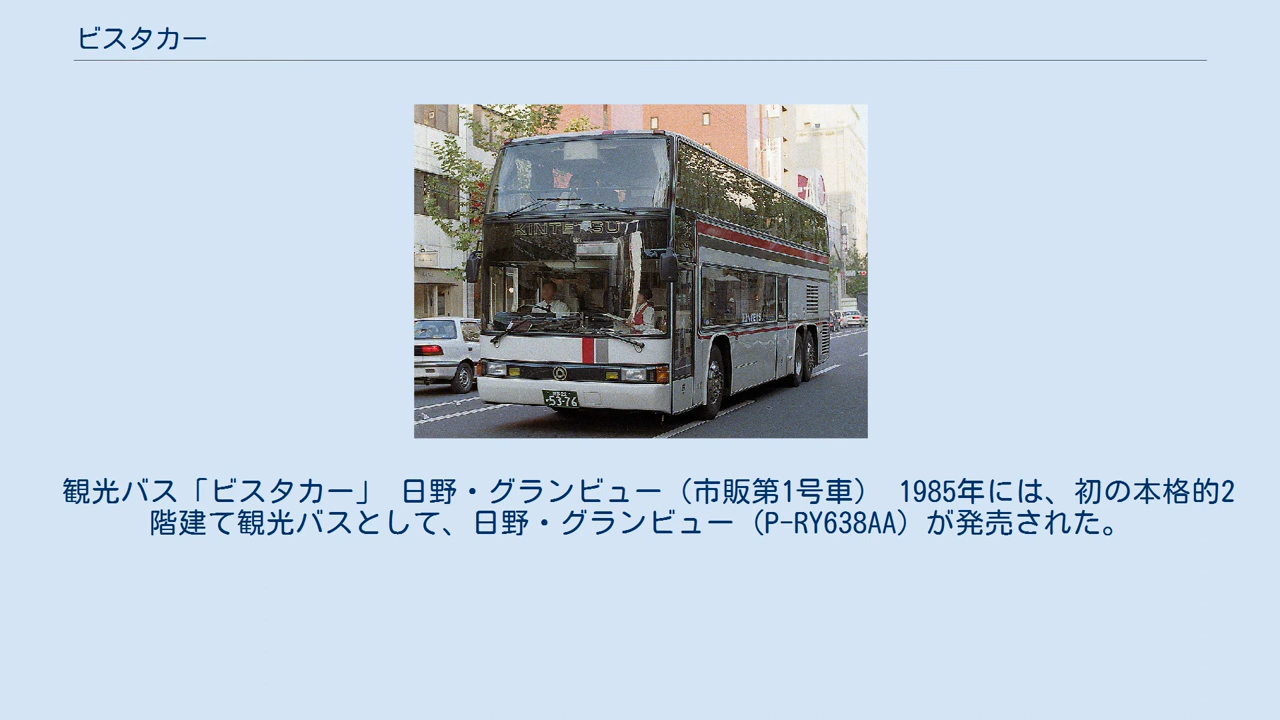 ビスタカー
KINTETSU
53-76
観光バス「ビスタカー」 日野・グランビュー（市販第1号車） 1985年には、初の本格的2
階建て観光バスとして、日野・グランビュー（P-RY638AA）が発売された。